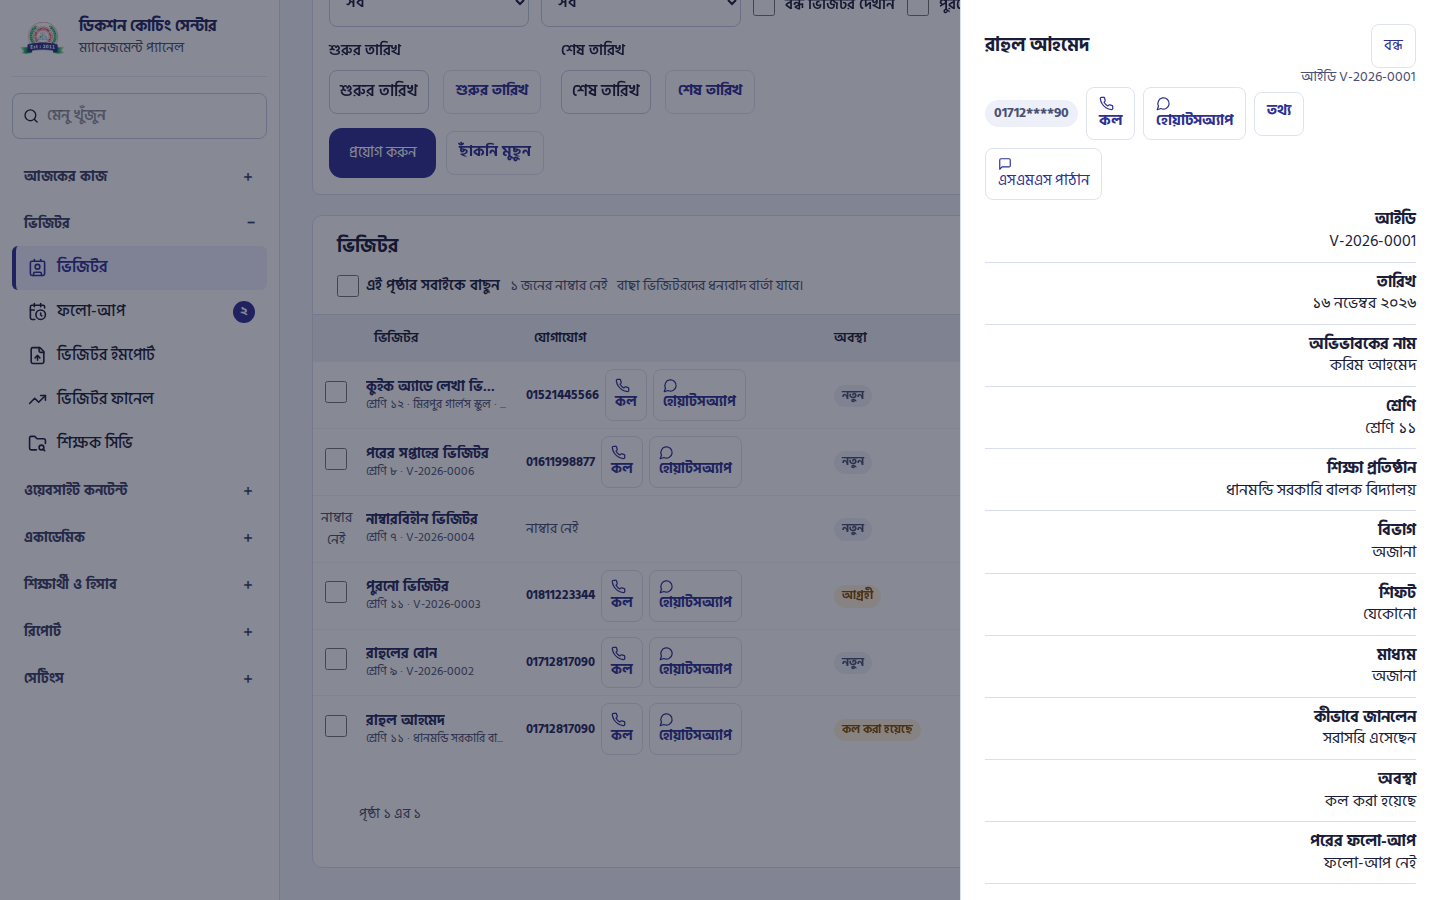 ডিকশন কোচিং সেন্টার
ম্যানেজমেন্ট প্যানেল
মেনু খুঁজুন
আজকের কাজ +
ভিজিটর −
ভিজিটর
ফলো-আপ ২
ভিজিটর ইমপোর্ট
ভিজিটর ফানেল
শিক্ষক সিভি
ওয়েবসাইট কনটেন্ট +
একাডেমিক +
শিক্ষার্থী ও হিসাব +
রিপোর্ট +
সেটিংস +
সব সব বন্ধ ভিজিটর দেখান
শুরুর তারিখ শেষ তারিখ
শুরুর তারিখ শুরুর তারিখ শেষ তারিখ শেষ তারিখ
প্রয়োগ করুন ছাঁকনি মুছুন
ভিজিটর
এই পৃষ্ঠার সবাইকে বাছুন ১ জনের নাম্বার নেই বাছা ভিজিটরদের ধন্যবাদ বার্তা যাবে।
ভিজিটর যোগাযোগ অবস্থা
কুইক অ্যাডে লেখা ভি...
শ্রেণি ১২ · মিরপুর গার্লস স্কুল · ...
01521445566 কল হোয়াটসঅ্যাপ নতুন
পরের সপ্তাহের ভিজিটর
শ্রেণি ৮ · V-2026-0006
01611998877 কল হোয়াটসঅ্যাপ নতুন
নাম্বার নেই
নাম্বারবিহীন ভিজিটর
শ্রেণি ৭ · V-2026-0004
নাম্বার নেই নতুন
পুরনো ভিজিটর
শ্রেণি ১১ · V-2026-0003
01811223344 কল হোয়াটসঅ্যাপ আগ্রহী
রাহুলের বোন
শ্রেণি ৯ · V-2026-0002
01712817090 কল হোয়াটসঅ্যাপ নতুন
রাহুল আহমেদ
শ্রেণি ১১ · ধানমন্ডি সরকারি বা...
01712817090 কল হোয়াটসঅ্যাপ কল করা হয়েছে
পৃষ্ঠা ১ এর ১
রাহুল আহমেদ বন্ধ
আইডি V-2026-0001
01712****90 কল হোয়াটসঅ্যাপ তথ্য
এসএমএস পাঠান
আইডি
V-2026-0001
তারিখ
১৬ নভেম্বর ২০২৬
অভিভাবকের নাম
করিম আহমেদ
শ্রেণি
শ্রেণি ১১
শিক্ষা প্রতিষ্ঠান
ধানমন্ডি সরকারি বালক বিদ্যালয়
বিভাগ
অজানা
শিফট
যেকোনো
মাধ্যম
অজানা
কীভাবে জানলেন
সরাসরি এসেছেন
অবস্থা
কল করা হয়েছে
পরের ফলো-আপ
ফলো-আপ নেই